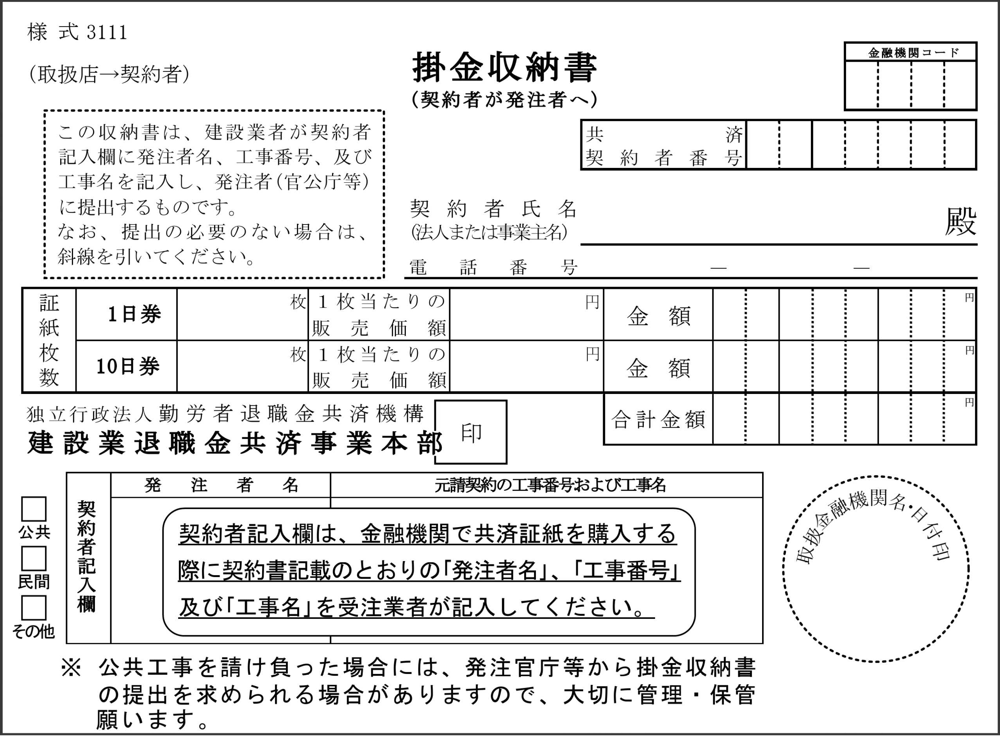 様 式 3111
(取扱店→契約者)
掛金収納書
(契約者が発注者へ)
金融機関コード
この収納書は、建設業者が契約者
記入欄に発注者名、工事番号、及び
工事名を記入し、発注者(官公庁等)
に提出するものです。
なお、提出の必要のない場合は、
斜線を引いてください。
共済
契約者番号
契約者氏名
(法人または事業主名)
殿
電話番号 ― ―
証紙枚数
1日券 枚 1枚当たりの 円 金額 円
販売価額
10日券 枚 1枚当たりの 円 金額 円
販売価額
合計金額 円
独立行政法人勤労者退職金共済機構
建設業退職金共済事業本部
印
公共
民間
その他
契約者記入欄
発注者名 元請契約の工事番号および工事名
契約者記入欄は、金融機関で共済証紙を購入する
際に契約書記載のとおりの「発注者名」、「工事番号」
及び「工事名」を受注業者が記入してください。
取扱金融機関名・日付印
※ 公共工事を請け負った場合には、発注官庁等から掛金収納書
の提出を求められる場合がありますので、大切に管理・保管
願います。